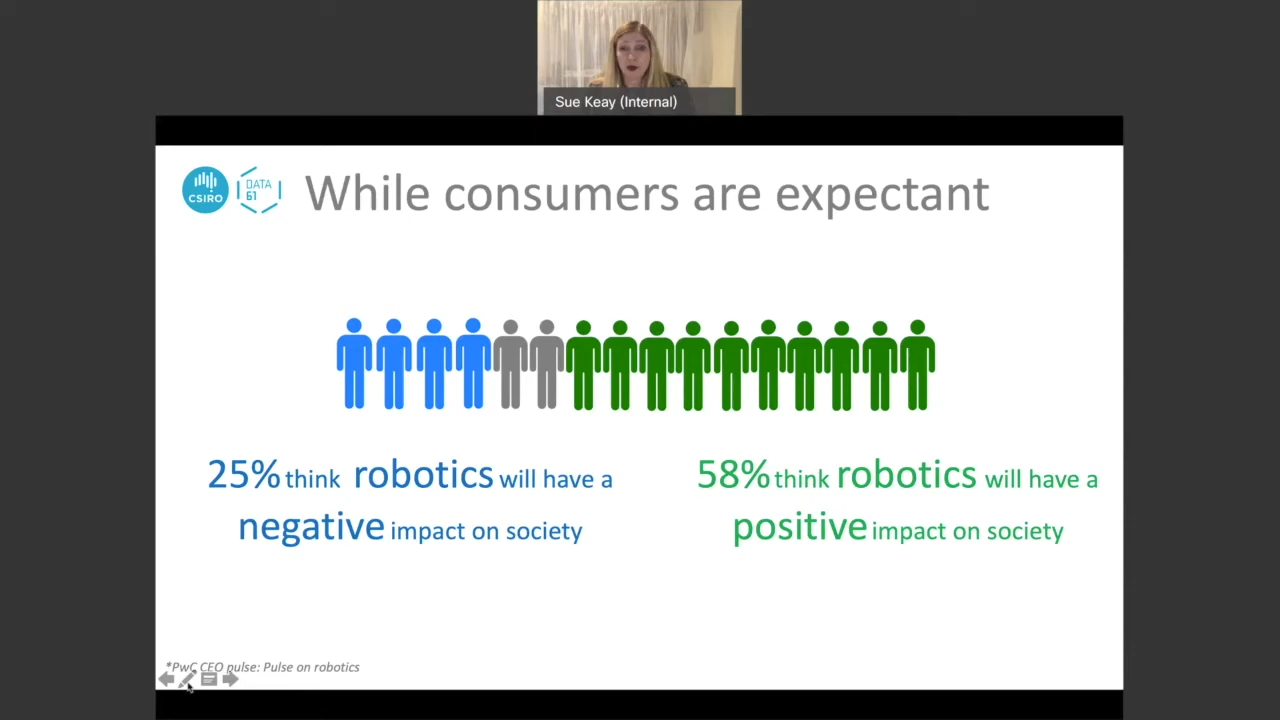 Sue Keay (Internal)
CSIRO
DATA
61
While consumers are expectant
25% think robotics will have a
negative impact on society
58% think robotics will have a
positive impact on society
*PwC CEO pulse: Pulse on robotics